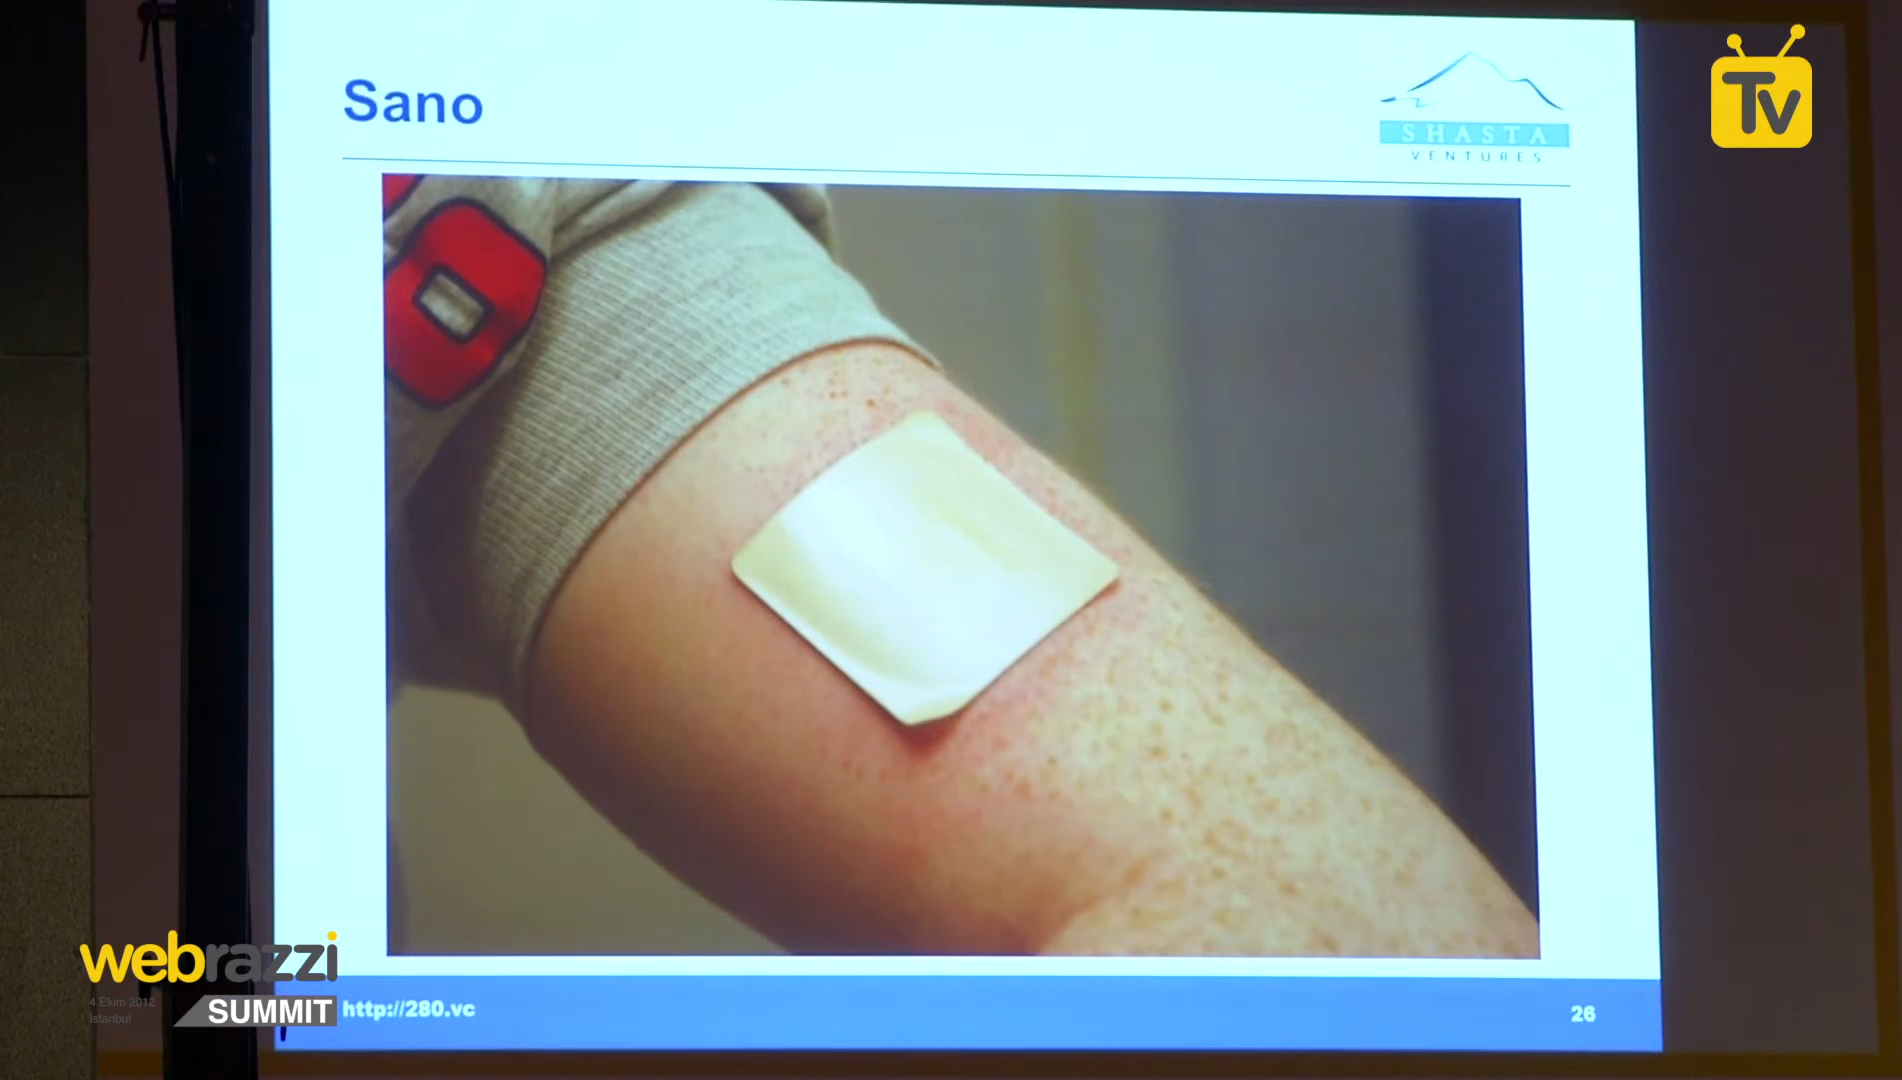 Sano
SHASTA
VENTURES
Tv
webrazzi
SUMMIT
4 Ekim 2012
İstanbul
http://280.vc
26